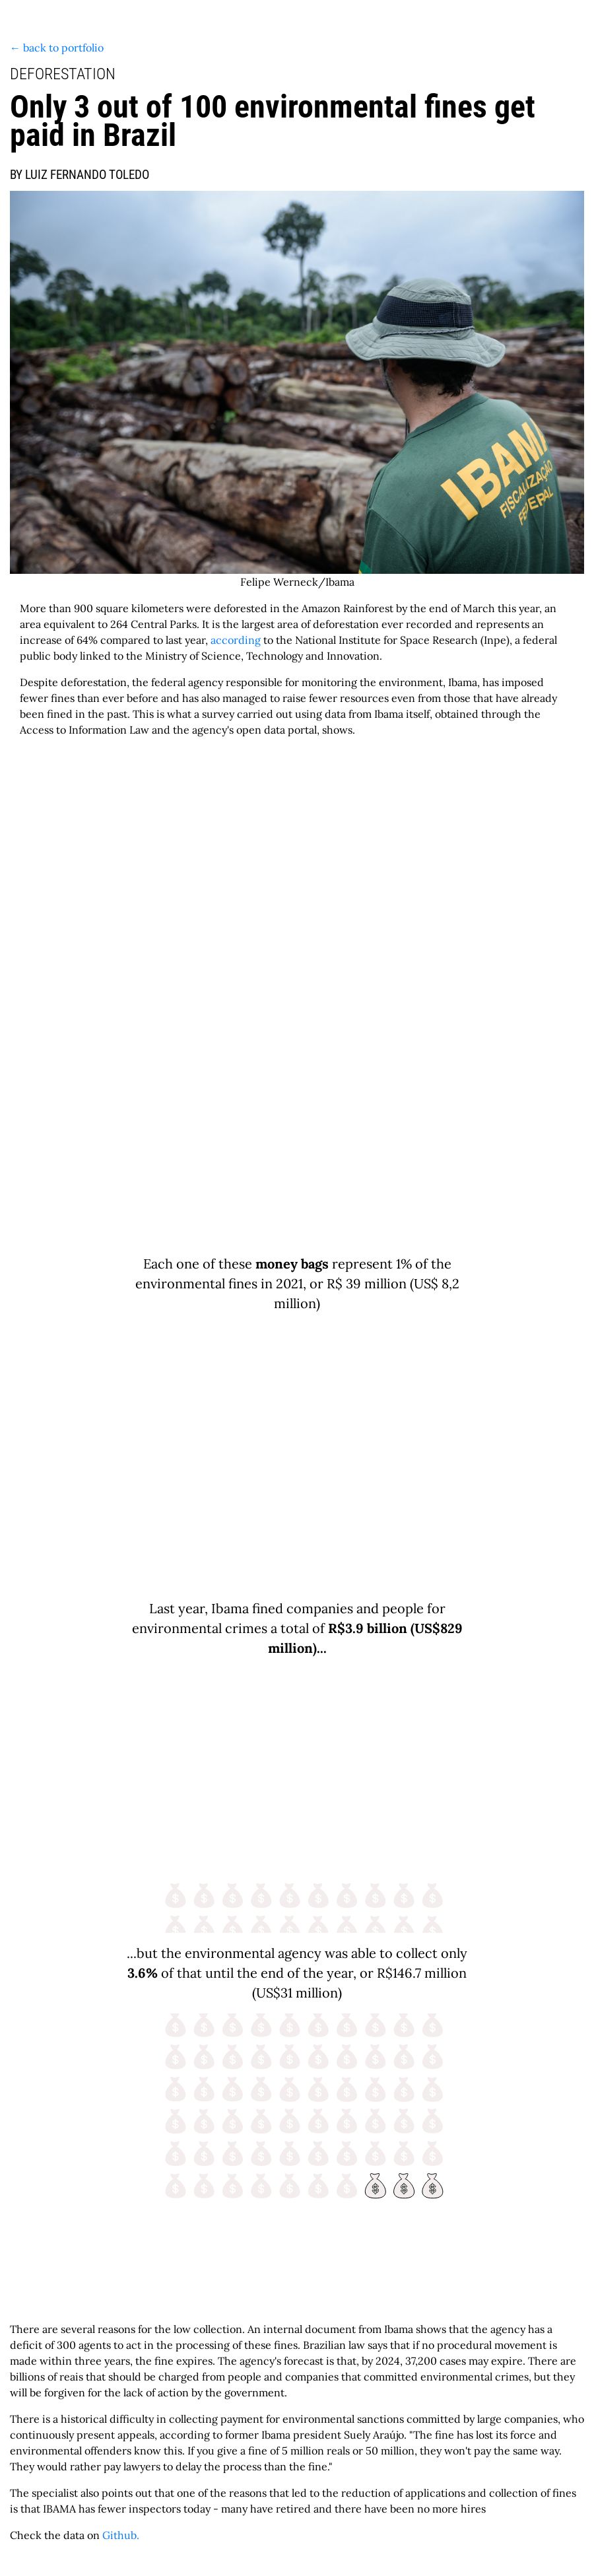 ← back to portfolio
DEFORESTATION
Only 3 out of 100 environmental fines get
paid in Brazil
BY LUIZ FERNANDO TOLEDO
IBAMA
FISCALIZAÇÃO
FEDERAL
Felipe Werneck/Ibama
More than 900 square kilometers were deforested in the Amazon Rainforest by the end of March this year, an
area equivalent to 264 Central Parks. It is the largest area of deforestation ever recorded and represents an
increase of 64% compared to last year, according to the National Institute for Space Research (Inpe), a federal
public body linked to the Ministry of Science, Technology and Innovation.
Despite deforestation, the federal agency responsible for monitoring the environment, Ibama, has imposed
fewer fines than ever before and has also managed to raise fewer resources even from those that have already
been fined in the past. This is what a survey carried out using data from Ibama itself, obtained through the
Access to Information Law and the agency's open data portal, shows.
Each one of these money bags represent 1% of the
environmental fines in 2021, or R$ 39 million (US$ 8,2
million)
Last year, Ibama fined companies and people for
environmental crimes a total of R$3.9 billion (US$829
million)...
...but the environmental agency was able to collect only
3.6% of that until the end of the year, or R$146.7 million
(US$31 million)
There are several reasons for the low collection. An internal document from Ibama shows that the agency has a
deficit of 300 agents to act in the processing of these fines. Brazilian law says that if no procedural movement is
made within three years, the fine expires. The agency's forecast is that, by 2024, 37,200 cases may expire. There are
billions of reais that should be charged from people and companies that committed environmental crimes, but they
will be forgiven for the lack of action by the government.
There is a historical difficulty in collecting payment for environmental sanctions committed by large companies, who
continuously present appeals, according to former Ibama president Suely Araújo. "The fine has lost its force and
environmental offenders know this. If you give a fine of 5 million reals or 50 million, they won't pay the same way.
They would rather pay lawyers to delay the process than the fine."
The specialist also points out that one of the reasons that led to the reduction of applications and collection of fines
is that IBAMA has fewer inspectors today - many have retired and there have been no more hires
Check the data on Github.